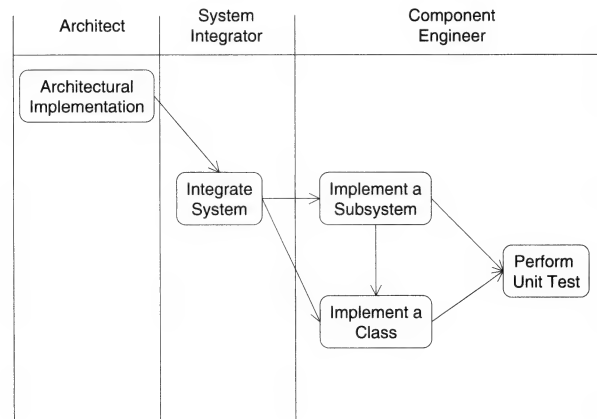 Architect
System
Integrator
Component
Engineer
Architectural
Implementation
Integrate
System
Implement a
Subsystem
Perform
Unit Test
Implement a
Class